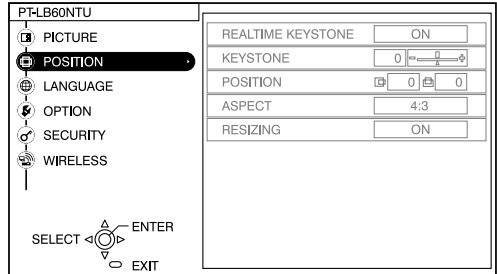 PT-LB60NTU
PICTURE
POSITION
LANGUAGE
OPTION
SECURITY
WIRELESS
SELECT
ENTER
EXIT
REALTIME KEYSTONE ON
KEYSTONE 0
POSITION 0 0
ASPECT 4:3
RESIZING ON